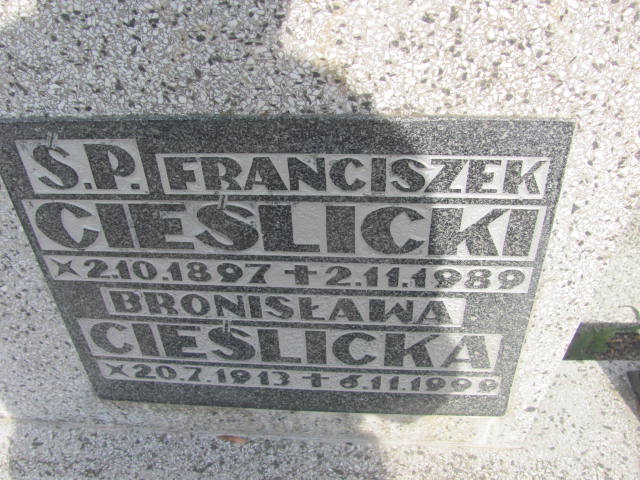 Ś.P. FRANCISZEK
CIEŚLICKI
× 2.10.1897 + 2.11.1989
BRONISŁAWA
CIEŚLICKA
× 20.7.1913 + 6.11.1999